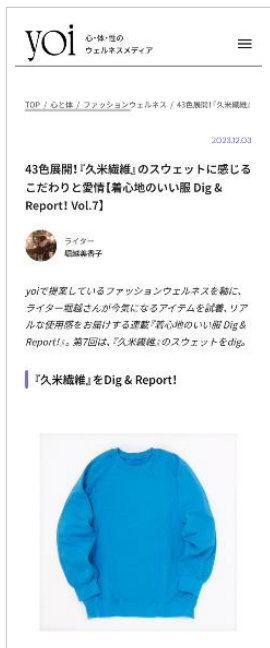 yoi
心・体・性の
ウェルネスメディア
TOP / 心と体 / ファッションウェルネス / 43色展開!『久米繊維』
2023.12.03
43色展開!『久米繊維』のスウェットに感じる
こだわりと愛情【着心地のいい服 Dig &
Report! Vol.7】
ライター
堀越美香子
yoiで提案しているファッションウェルネスを軸に、
ライター堀越さんが今気になるアイテムを試着、リア
ルな使用感をお届けする連載『着心地のいい服 Dig &
Report!』。第7回は、『久米繊維』のスウェットをdig。
『久米繊維』をDig & Report!